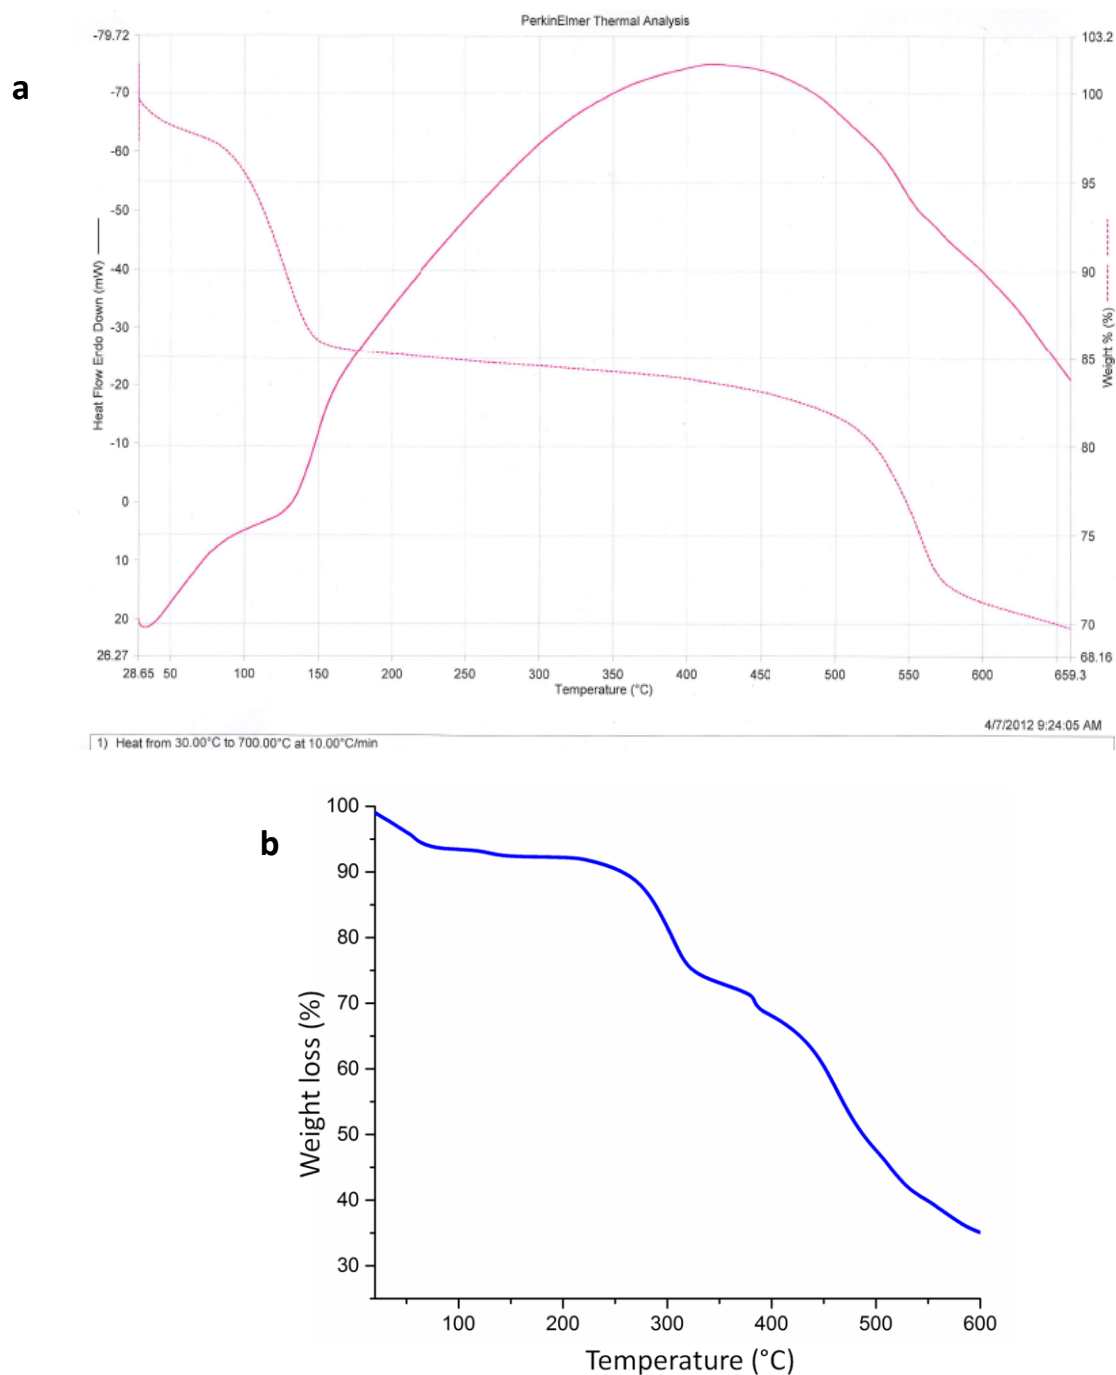 PerkinElmer Thermal Analysis
a
-79.72
-70
-60
-50
-40
-30
-20
-10
0
10
20
26.27
Heat Flow Endo Down (mW)
103.2
100
95
90
85
80
75
70
68.16
Weight % (%)
28.65 50 100 150 200 250 300 350 400 450 500 550 600 659.3
Temperature (°C)
4/7/2012 9:24:05 AM
1) Heat from 30.00°C to 700.00°C at 10.00°C/min
b
100
90
80
70
60
50
40
30
Weight loss (%)
100 200 300 400 500 600
Temperature (°C)